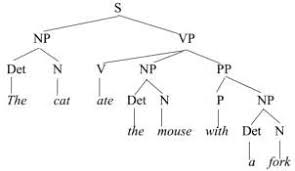 S
NP VP
Det N V NP PP
The cat ate Det N P NP
the mouse with Det N
a fork